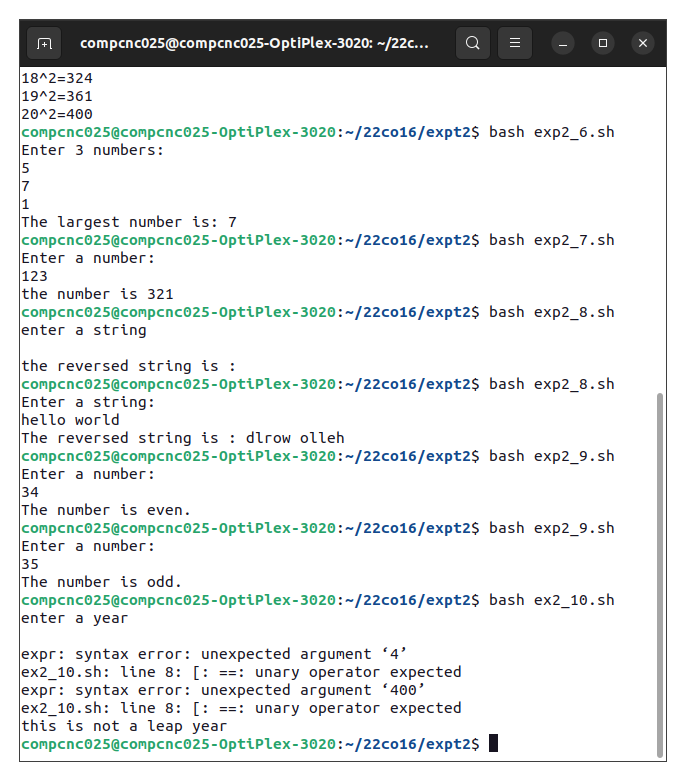 compcnc025@compcnc025-OptiPlex-3020: ~/22c...
18^2=324
19^2=361
20^2=400
compcnc025@compcnc025-OptiPlex-3020:~/22co16/expt2$ bash exp2_6.sh
Enter 3 numbers:
5
7
1
The largest number is: 7
compcnc025@compcnc025-OptiPlex-3020:~/22co16/expt2$ bash exp2_7.sh
Enter a number:
123
the number is 321
compcnc025@compcnc025-OptiPlex-3020:~/22co16/expt2$ bash exp2_8.sh
enter a string
the reversed string is :
compcnc025@compcnc025-OptiPlex-3020:~/22co16/expt2$ bash exp2_8.sh
Enter a string:
hello world
The reversed string is : dlrow olleh
compcnc025@compcnc025-OptiPlex-3020:~/22co16/expt2$ bash exp2_9.sh
Enter a number:
34
The number is even.
compcnc025@compcnc025-OptiPlex-3020:~/22co16/expt2$ bash exp2_9.sh
Enter a number:
35
The number is odd.
compcnc025@compcnc025-OptiPlex-3020:~/22co16/expt2$ bash ex2_10.sh
enter a year
expr: syntax error: unexpected argument ‘4’
ex2_10.sh: line 8: [: ==: unary operator expected
expr: syntax error: unexpected argument ‘400’
ex2_10.sh: line 8: [: ==: unary operator expected
this is not a leap year
compcnc025@compcnc025-OptiPlex-3020:~/22co16/expt2$